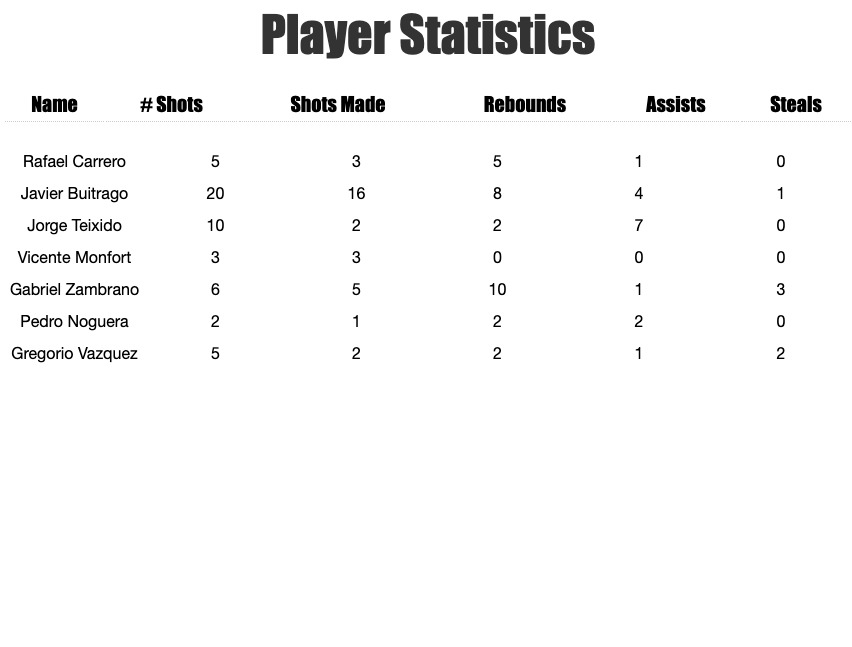 Player Statistics
Name # Shots Shots Made Rebounds Assists Steals
Rafael Carrero 5 3 5 1 0
Javier Buitrago 20 16 8 4 1
Jorge Teixido 10 2 2 7 0
Vicente Monfort 3 3 0 0 0
Gabriel Zambrano 6 5 10 1 3
Pedro Noguera 2 1 2 2 0
Gregorio Vazquez 5 2 2 1 2